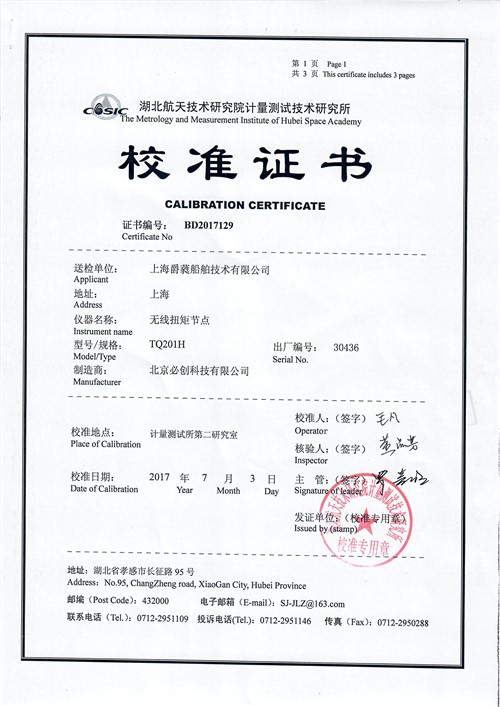 第 1 页 Page 1
共 3 页 This certificate includes 3 pages
COSIC 湖北航天技术研究院计量测试技术研究所
The Metrology and Measurement Institute of Hubei Space Academy
校准证书
CALIBRATION CERTIFICATE
证书编号： BD2017129
Certificate No
送检单位： 上海爵蕤船舶技术有限公司
Applicant
地址： 上海
Address
仪器名称： 无线扭矩节点
Instrument name
型号/规格： TQ201H 出厂编号： 30436
Model/Type Serial No.
制造商： 北京必创科技有限公司
Manufacturer
校准人：（签字）
Operator
校准地点： 计量测试所第二研究室
Place of Calibration
核验人：（签字）
Inspector
校准日期： 2017 年 7 月 3 日
Date of Calibration Year Month Day
主 管：（签字）
Signature of leader
发证单位：（校准专用章）
Issued by (stamp)
校准专用章
地址：湖北省孝感市长征路 95 号
Address: No.95, ChangZheng road, XiaoGan City, Hubei Province
邮编（Post Code）：432000 电子邮箱（E-mail）：SJ-JLZ@163.com
联系电话（Tel.）：0712-2951109 投诉电话(Tel.)：0712-2951146 传真（Fax）：0712-2950288